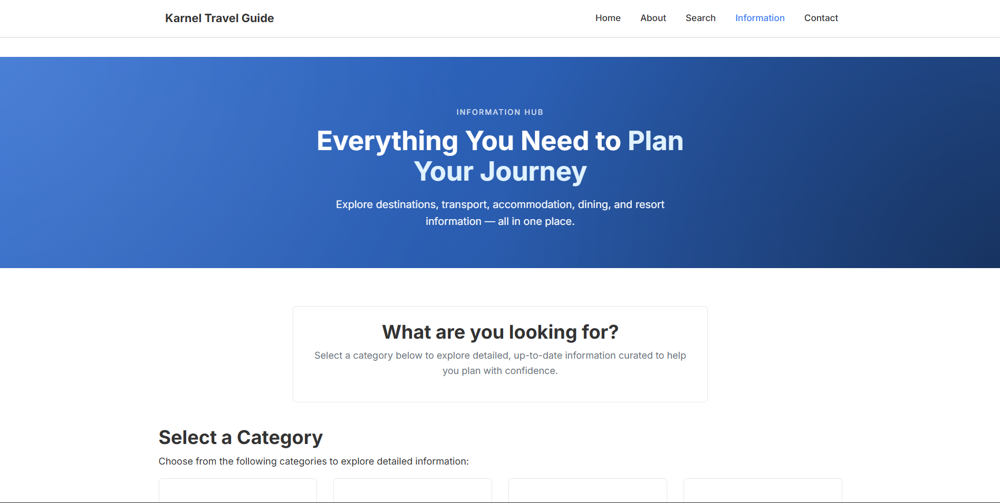 Karnel Travel Guide
Home About Search Information Contact
INFORMATION HUB
Everything You Need to Plan
Your Journey
Explore destinations, transport, accommodation, dining, and resort
information — all in one place.
What are you looking for?
Select a category below to explore detailed, up-to-date information curated to help
you plan with confidence.
Select a Category
Choose from the following categories to explore detailed information: